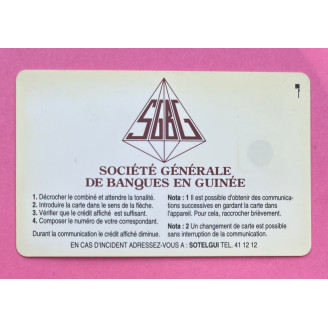 SGBG
SOCIÉTÉ GÉNÉRALE
DE BANQUES EN GUINÉE
1. Décrocher le combiné et attendre la tonalité.
2. Introduire la carte dans le sens de la flèche.
3. Vérifier que le crédit affiché est suffisant.
4. Composer le numéro de votre correspondant.
Durant la communication le crédit affiché diminue.
Nota : 1 Il est possible d'obtenir des communica-
tions successives en gardant la carte dans
l'appareil. Pour cela, raccrocher brièvement.
Nota : 2 Un changement de carte est possible
sans interruption de la communication.
EN CAS D'INCIDENT ADRESSEZ-VOUS A : SOTELGUI TEL. 41 12 12